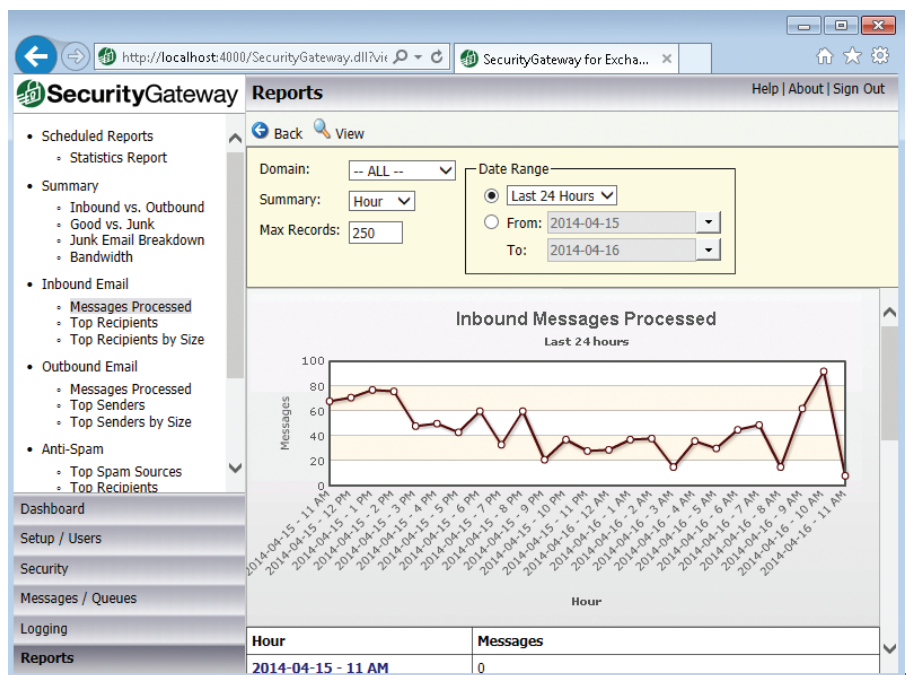 http://localhost:4000/SecurityGateway.dll?vie
SecurityGateway for Excha...
SecurityGateway
Reports
Help | About | Sign Out
Scheduled Reports
Statistics Report
Summary
Inbound vs. Outbound
Good vs. Junk
Junk Email Breakdown
Bandwidth
Inbound Email
Messages Processed
Top Recipients
Top Recipients by Size
Outbound Email
Messages Processed
Top Senders
Top Senders by Size
Anti-Spam
Top Spam Sources
Top Recipients
Dashboard
Setup / Users
Security
Messages / Queues
Logging
Reports
Back View
Domain: -- ALL --
Summary: Hour
Max Records: 250
Date Range
Last 24 Hours
From: 2014-04-15
To: 2014-04-16
Inbound Messages Processed
Last 24 hours
Messages
100
80
60
40
20
0
2014-04-15 - 11 AM
2014-04-15 - 12 PM
2014-04-15 - 1 PM
2014-04-15 - 2 PM
2014-04-15 - 3 PM
2014-04-15 - 4 PM
2014-04-15 - 5 PM
2014-04-15 - 6 PM
2014-04-15 - 7 PM
2014-04-15 - 8 PM
2014-04-15 - 9 PM
2014-04-15 - 10 PM
2014-04-15 - 11 PM
2014-04-16 - 12 AM
2014-04-16 - 1 AM
2014-04-16 - 2 AM
2014-04-16 - 3 AM
2014-04-16 - 4 AM
2014-04-16 - 5 AM
2014-04-16 - 6 AM
2014-04-16 - 7 AM
2014-04-16 - 8 AM
2014-04-16 - 9 AM
2014-04-16 - 10 AM
2014-04-16 - 11 AM
Hour
Hour Messages
2014-04-15 - 11 AM 0